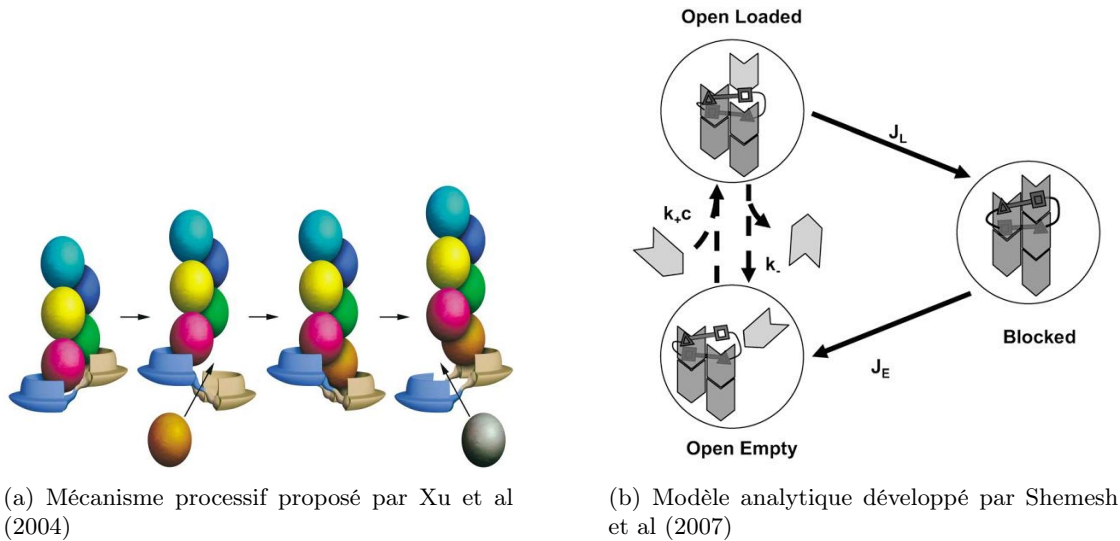 Open Loaded
J_L
k_+c
k_-
Blocked
J_E
Open Empty
(a) Mécanisme processif proposé par Xu et al
(2004)
(b) Modèle analytique développé par Shemesh
et al (2007)